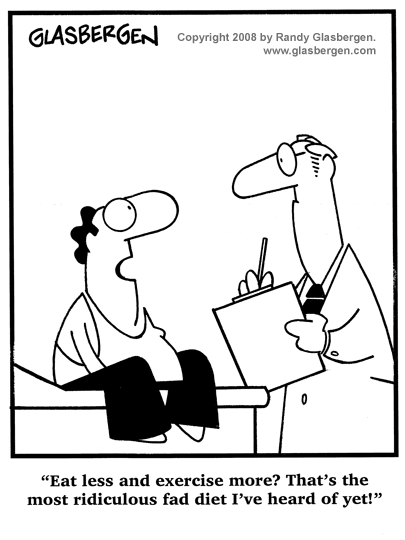 GLASBERGEN
Copyright 2008 by Randy Glasbergen.
www.glasbergen.com
“Eat less and exercise more? That’s the
most ridiculous fad diet I’ve heard of yet!”